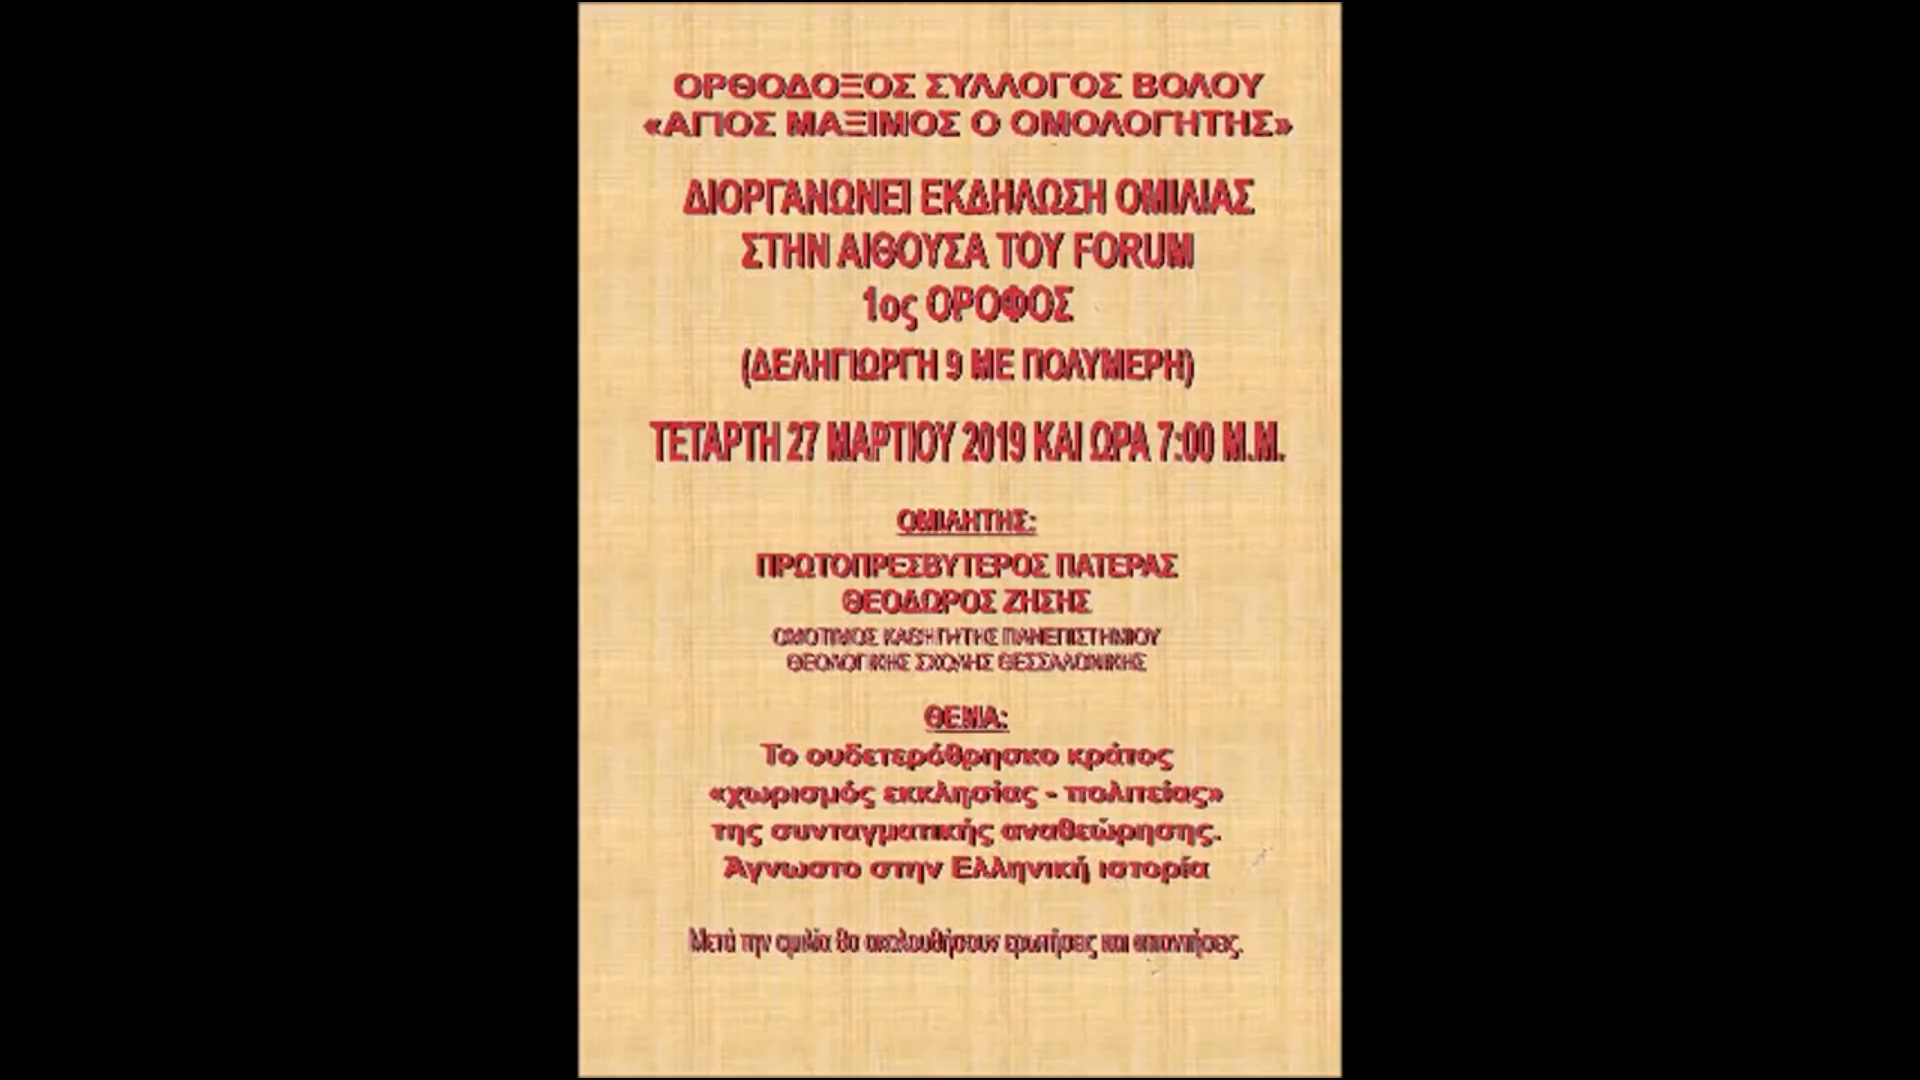 ΟΡΘΟΔΟΞΟΣ ΣΥΛΛΟΓΟΣ ΒΟΛΟΥ
«ΑΓΙΟΣ ΜΑΞΙΜΟΣ Ο ΟΜΟΛΟΓΗΤΗΣ»
ΔΙΟΡΓΑΝΩΝΕΙ ΕΚΔΗΛΩΣΗ ΟΜΙΛΙΑΣ
ΣΤΗΝ ΑΙΘΟΥΣΑ ΤΟΥ FORUM
1ος ΟΡΟΦΟΣ
(ΔΕΛΗΓΙΩΡΓΗ 9 ΜΕ ΠΟΛΥΜΕΡΗ)
ΤΕΤΑΡΤΗ 27 ΜΑΡΤΙΟΥ 2019 ΚΑΙ ΩΡΑ 7:00 Μ.Μ.
ΟΜΙΛΗΤΗΣ:
ΠΡΩΤΟΠΡΕΣΒΥΤΕΡΟΣ ΠΑΤΕΡΑΣ
ΘΕΟΔΩΡΟΣ ΖΗΣΗΣ
ΟΜΟΤΙΜΟΣ ΚΑΘΗΓΗΤΗΣ ΠΑΝΕΠΙΣΤΗΜΙΟΥ
ΘΕΟΛΟΓΙΚΗΣ ΣΧΟΛΗΣ ΘΕΣΣΑΛΟΝΙΚΗΣ
ΘΕΜΑ:
Το ουδετερόθρησκο κράτος
«χωρισμός εκκλησίας - πολιτείας»
της συνταγματικής αναθεώρησης.
Άγνωστο στην Ελληνική ιστορία
Μετά την ομιλία θα ακολουθήσουν ερωτήσεις και απαντήσεις.